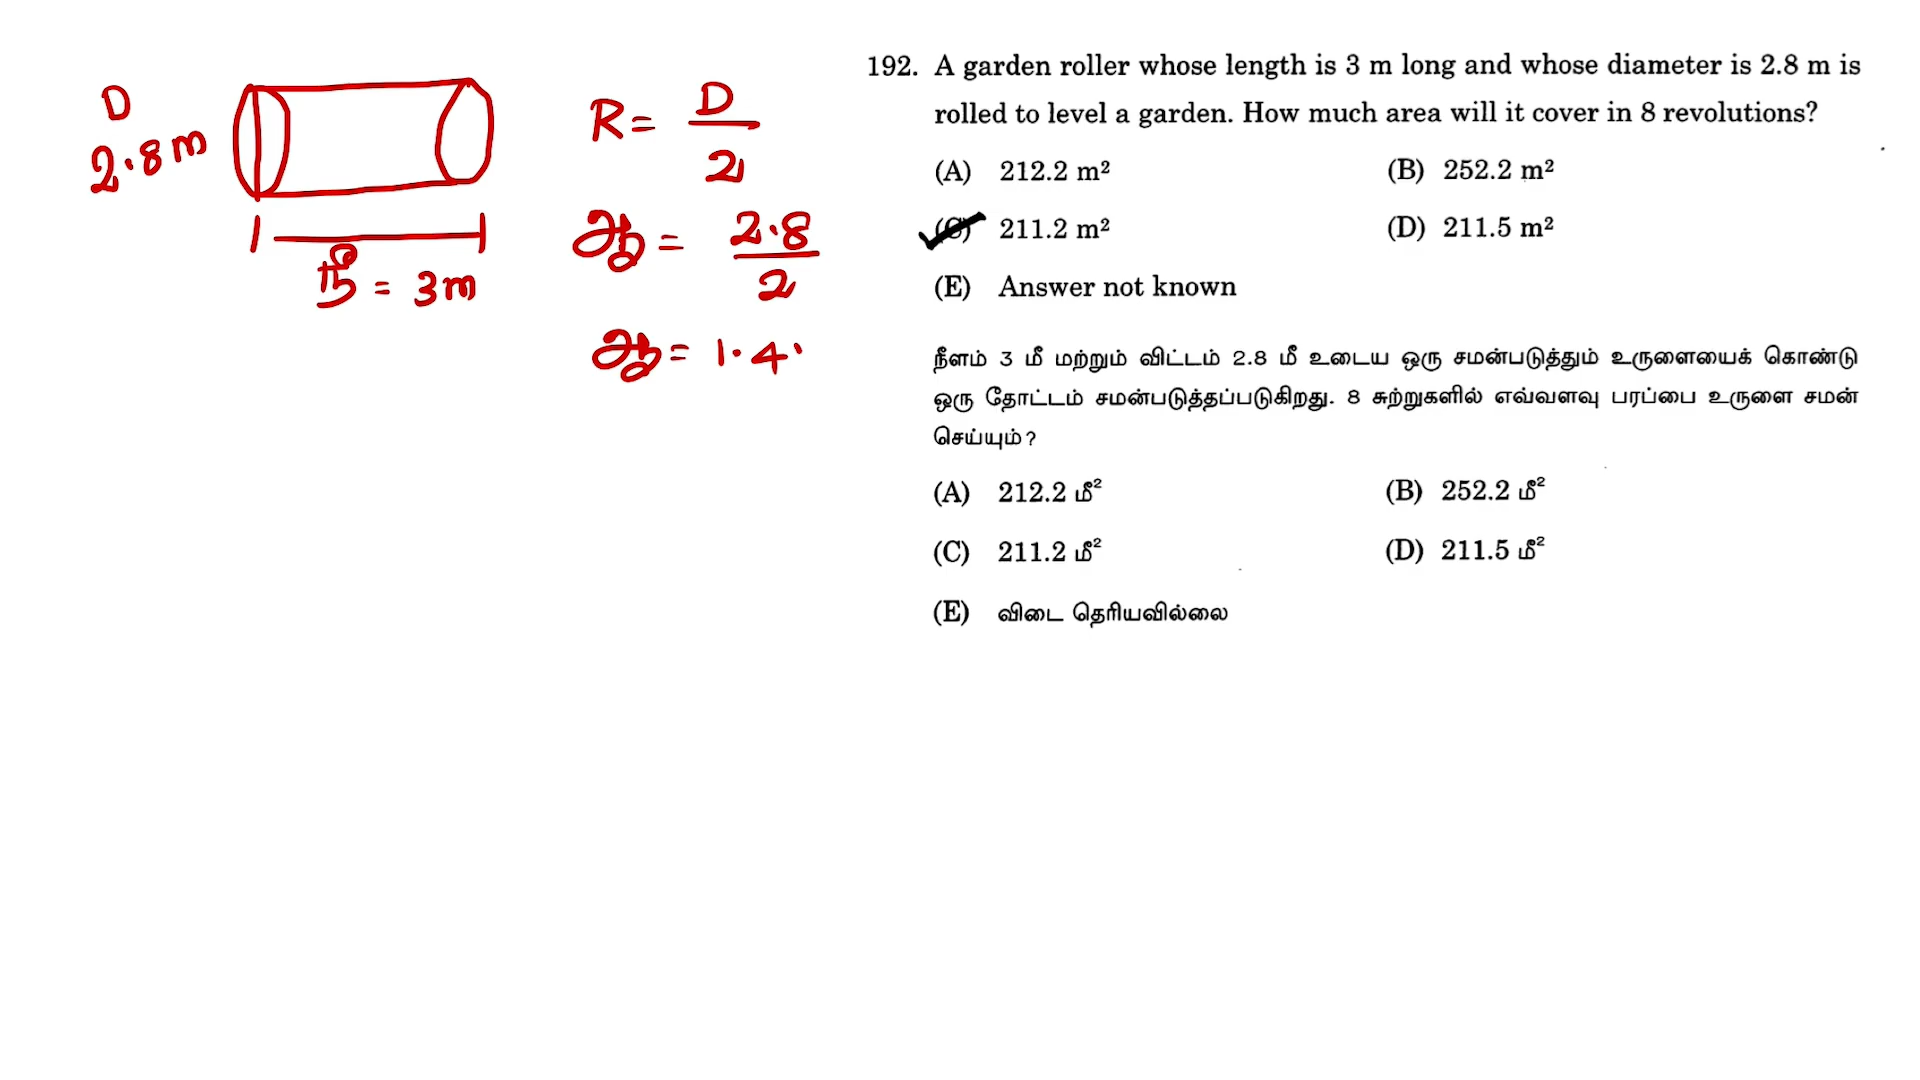 D
2.8 m
நீ = 3m
R = D/2
ஆ = 2.8/2
ஆ = 1.4
192. A garden roller whose length is 3 m long and whose diameter is 2.8 m is
rolled to level a garden. How much area will it cover in 8 revolutions?
(A) 212.2 m² (B) 252.2 m²
(C) 211.2 m² (D) 211.5 m²
(E) Answer not known
நீளம் 3 மீ மற்றும் விட்டம் 2.8 மீ உடைய ஒரு சமன்படுத்தும் உருளையைக் கொண்டு
ஒரு தோட்டம் சமன்படுத்தப்படுகிறது. 8 சுற்றுகளில் எவ்வளவு பரப்பை உருளை சமன்
செய்யும்?
(A) 212.2 மீ² (B) 252.2 மீ²
(C) 211.2 மீ² (D) 211.5 மீ²
(E) விடை தெரியவில்லை